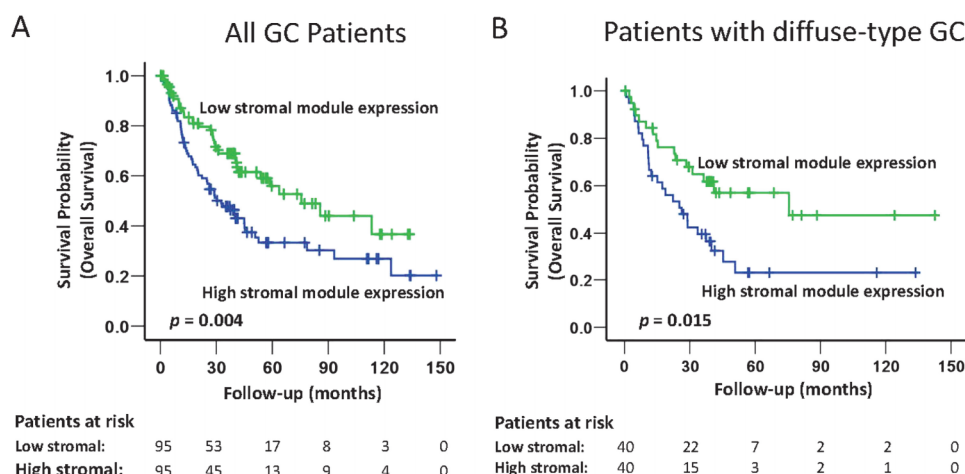 A
All GC Patients
Survival Probability
(Overall Survival)
1.0
0.8
0.6
0.4
0.2
0.0
Low stromal module expression
High stromal module expression
p = 0.004
0 30 60 90 120 150
Follow-up (months)
Patients at risk
Low stromal: 95 53 17 8 3 0
High stromal: 95 45 13 9 4 0
B
Patients with diffuse-type GC
Survival Probability
(Overall Survival)
1.0
0.8
0.6
0.4
0.2
0.0
Low stromal module expression
High stromal module expression
p = 0.015
0 30 60 90 120 150
Follow-up (months)
Patients at risk
Low stromal: 40 22 7 2 2 0
High stromal: 40 15 3 2 1 0